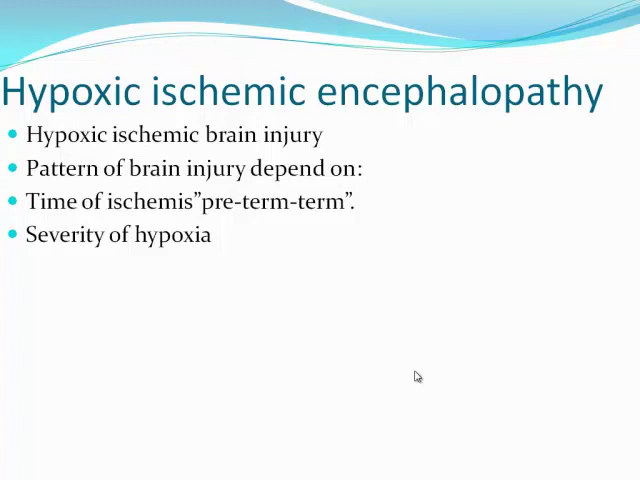 Hypoxic ischemic encephalopathy
Hypoxic ischemic brain injury
Pattern of brain injury depend on:
Time of ischemis”pre-term-term”.
Severity of hypoxia